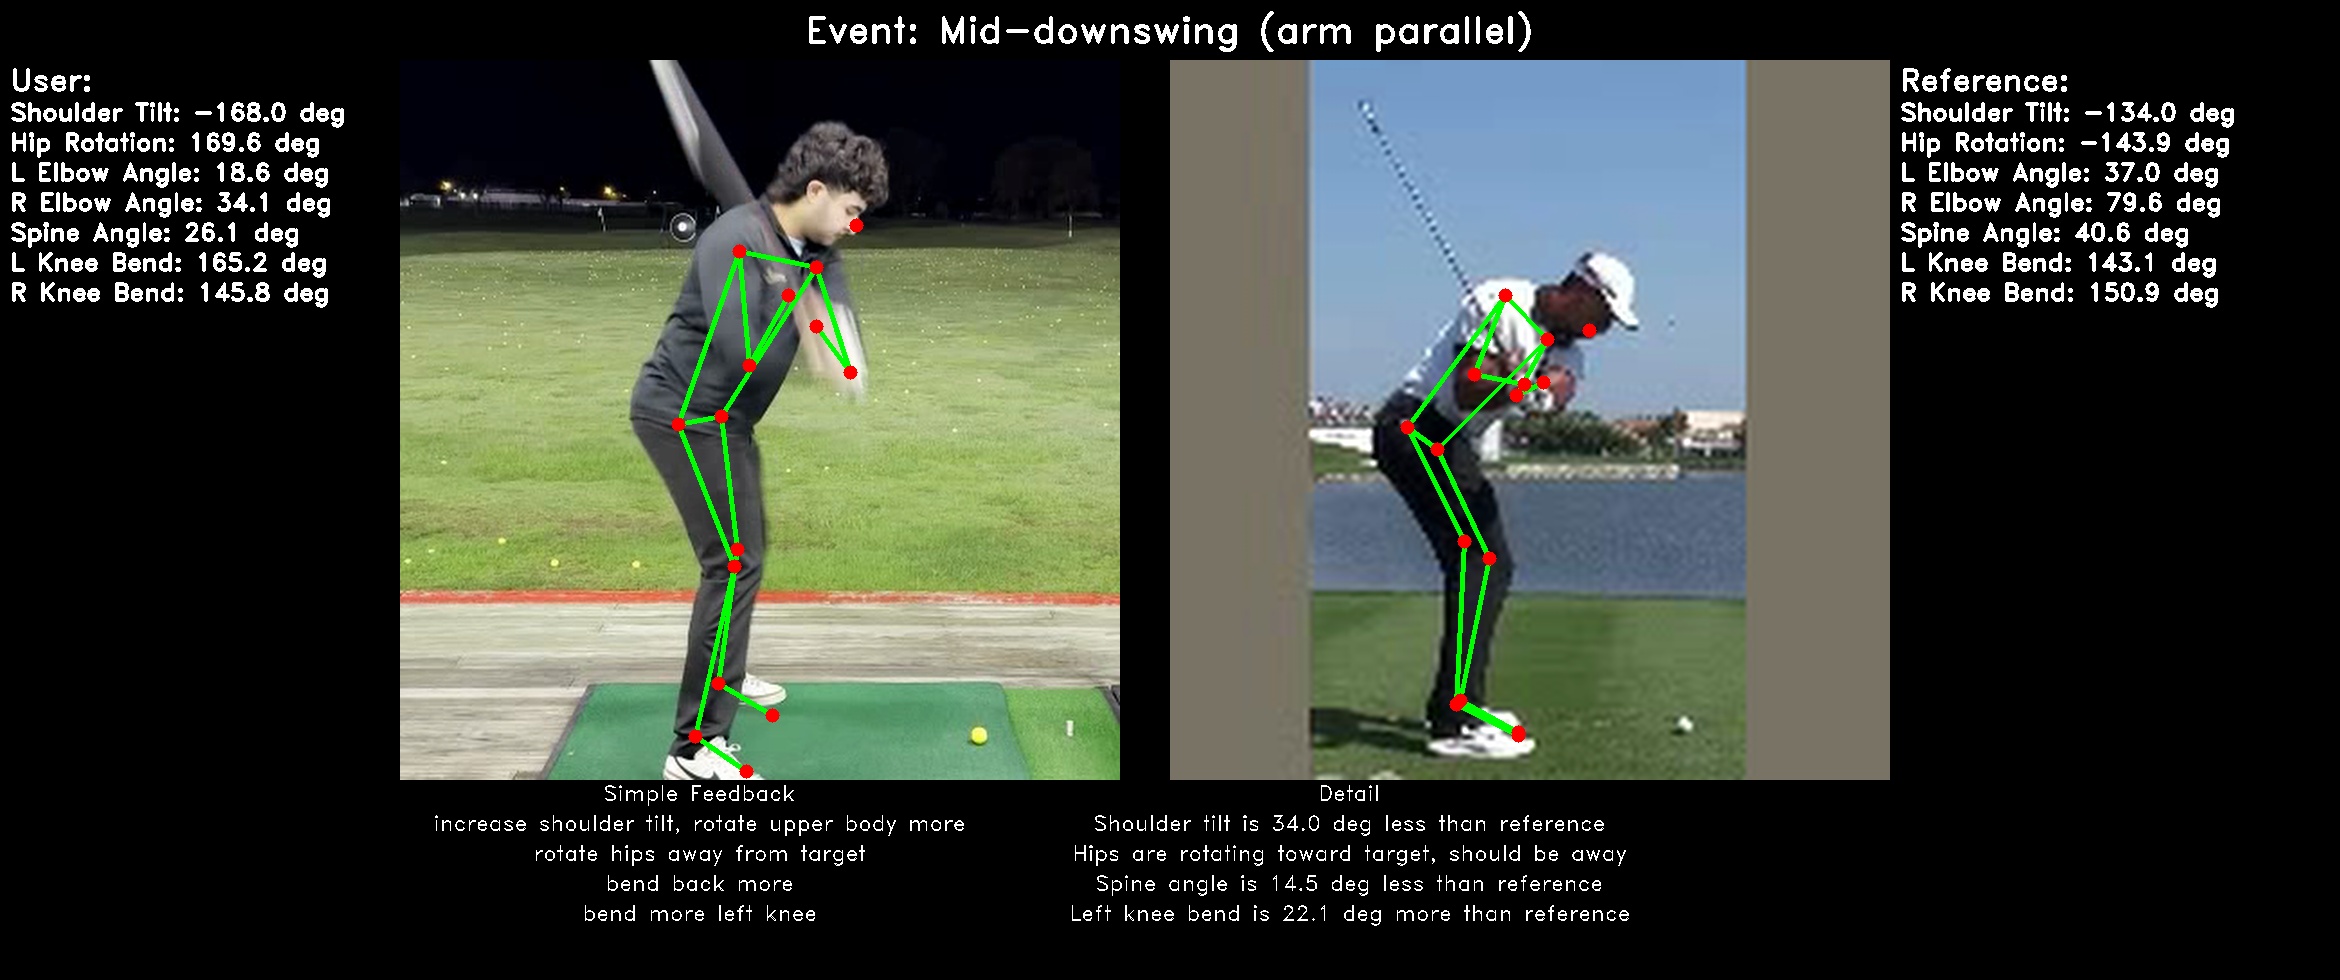 Event: Mid-downswing (arm parallel)
User:
Shoulder Tilt: -168.0 deg
Hip Rotation: 169.6 deg
L Elbow Angle: 18.6 deg
R Elbow Angle: 34.1 deg
Spine Angle: 26.1 deg
L Knee Bend: 165.2 deg
R Knee Bend: 145.8 deg
Reference:
Shoulder Tilt: -134.0 deg
Hip Rotation: -143.9 deg
L Elbow Angle: 37.0 deg
R Elbow Angle: 79.6 deg
Spine Angle: 40.6 deg
L Knee Bend: 143.1 deg
R Knee Bend: 150.9 deg
Simple Feedback
increase shoulder tilt, rotate upper body more
rotate hips away from target
bend back more
bend more left knee
Detail
Shoulder tilt is 34.0 deg less than reference
Hips are rotating toward target, should be away
Spine angle is 14.5 deg less than reference
Left knee bend is 22.1 deg more than reference